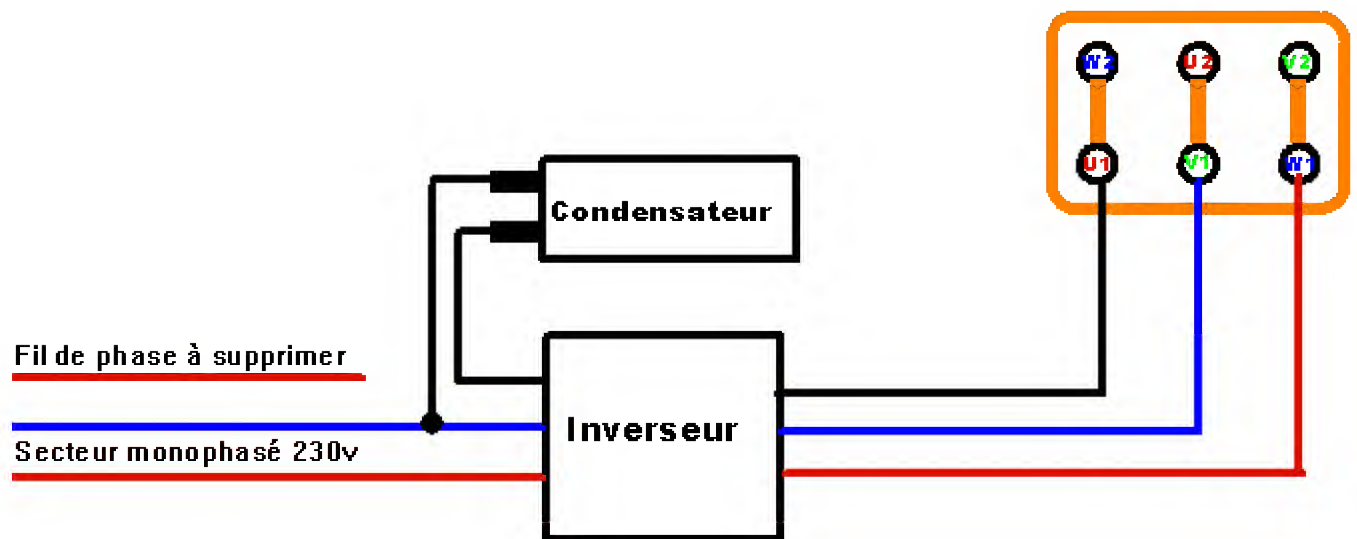 W2 U2 V2
U1 V1 W1
Condensateur
Fil de phase à supprimer
Inverseur
Secteur monophasé 230v